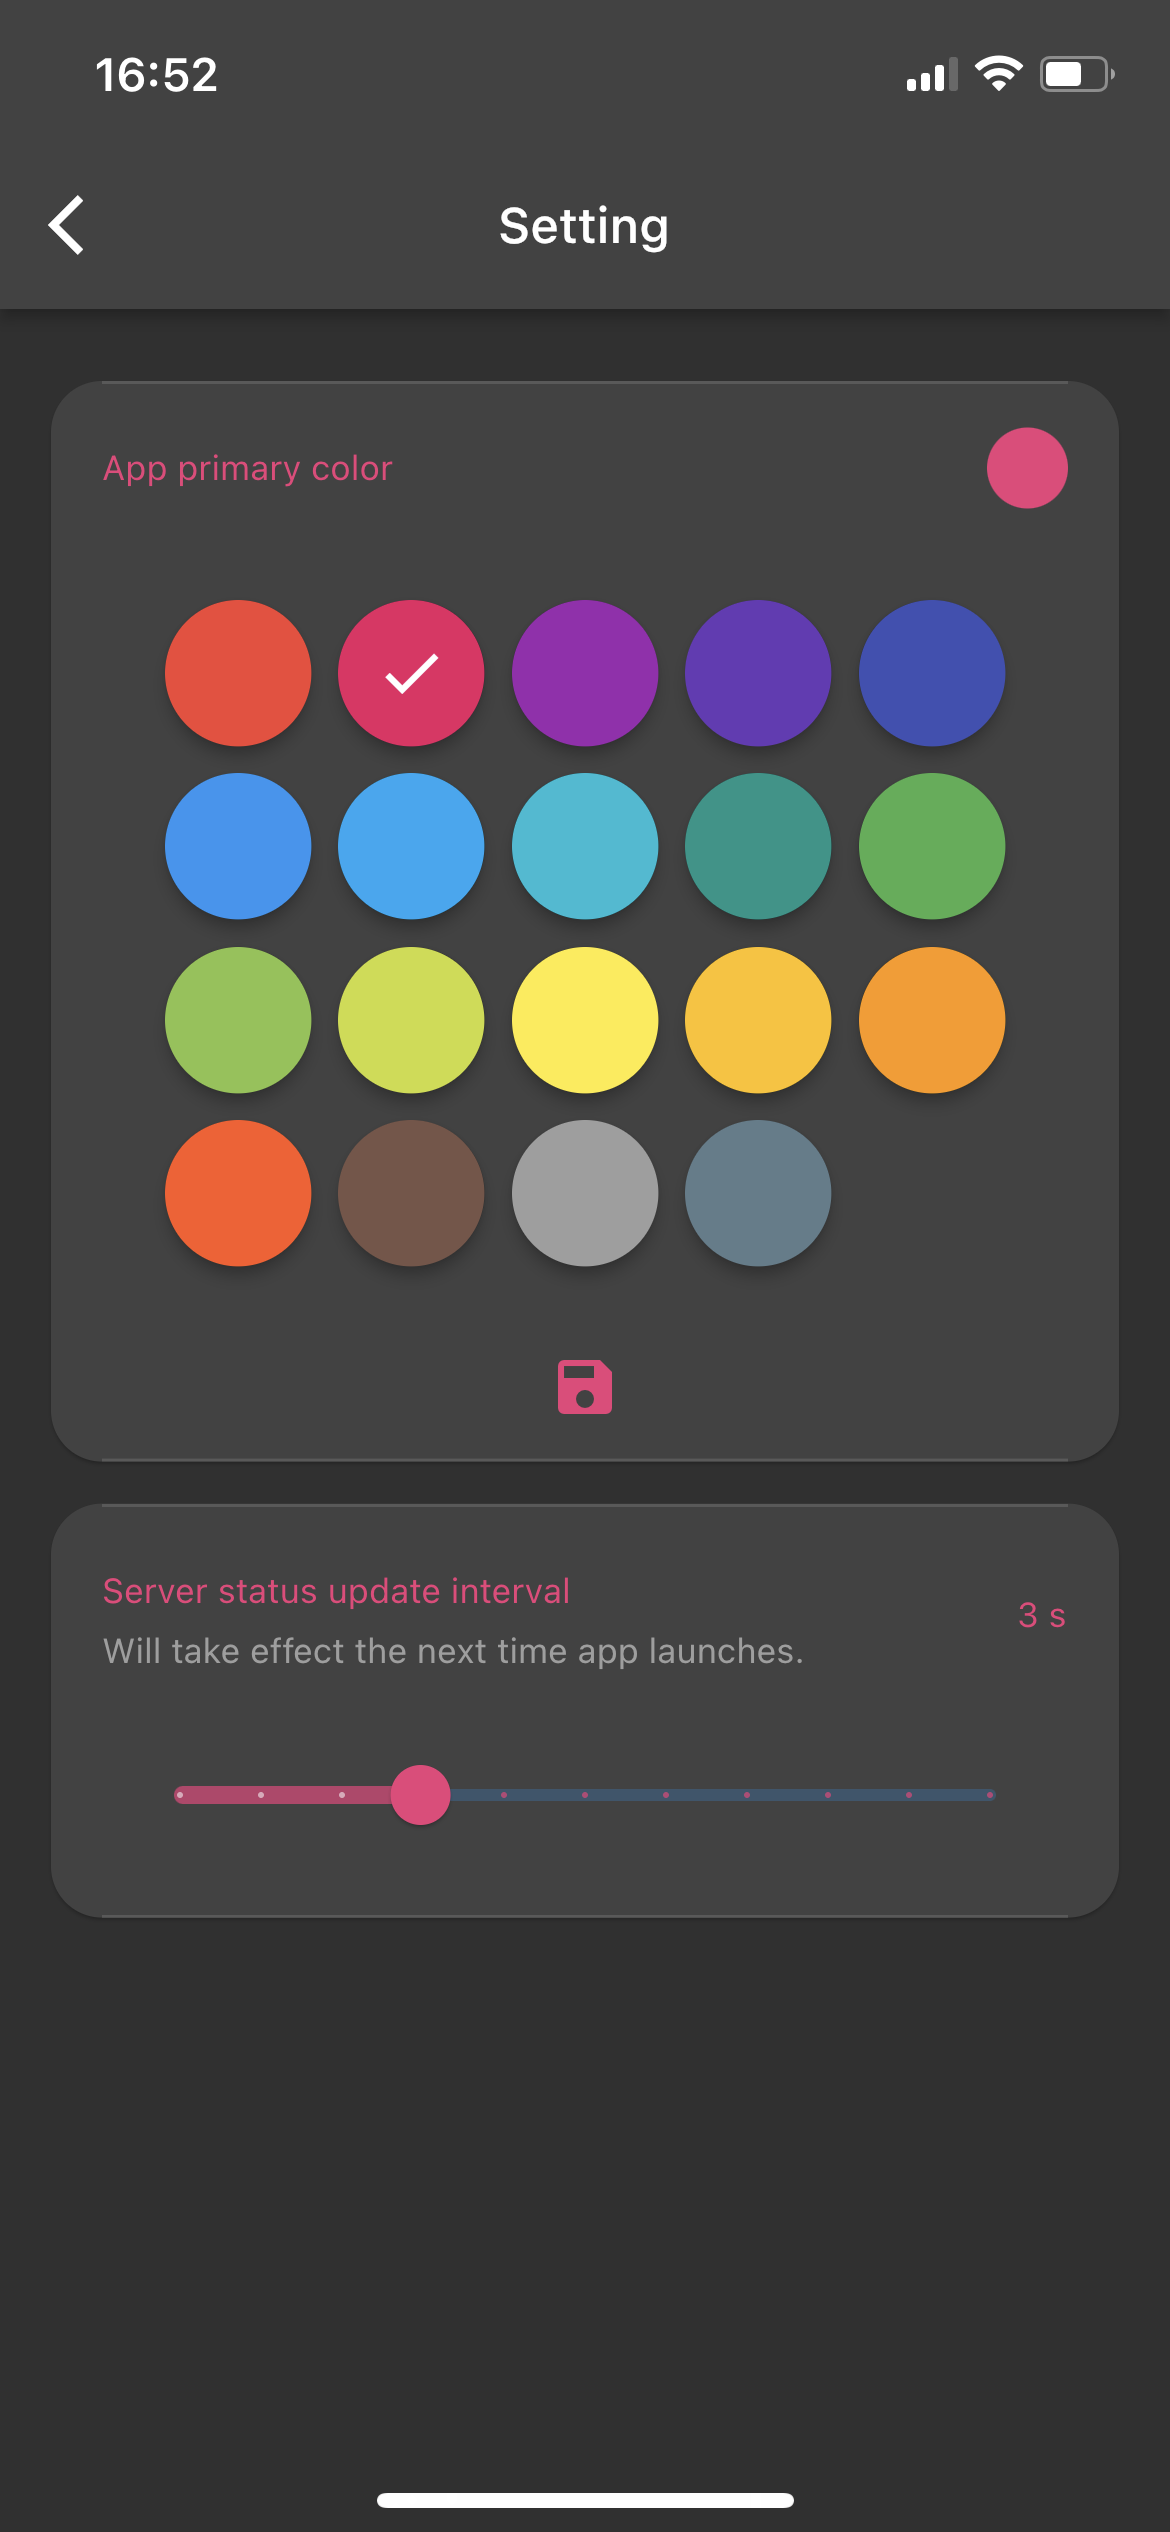 16:52
Setting
App primary color
Server status update interval
3 s
Will take effect the next time app launches.